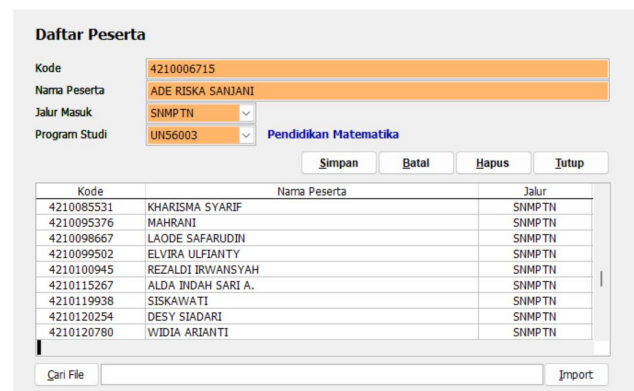 Daftar Peserta
Kode 4210006715
Nama Peserta ADE RISKA SANJANI
Jalur Masuk SNMPTN
Program Studi UN56003 Pendidikan Matematika
Simpan Batal Hapus Tutup
Kode Nama Peserta Jalur
4210085531 KHARISMA SYARIF SNMPTN
4210095376 MAHRANI SNMPTN
4210098667 LAODE SAFARUDIN SNMPTN
4210099502 ELVIRA ULFIANTY SNMPTN
4210100945 REZALDI IRWANSYAH SNMPTN
4210115267 ALDA INDAH SARI A. SNMPTN
4210119938 SISKAWATI SNMPTN
4210120254 DESY SIADARI SNMPTN
4210120780 WIDIA ARIANTI SNMPTN
Cari File Import